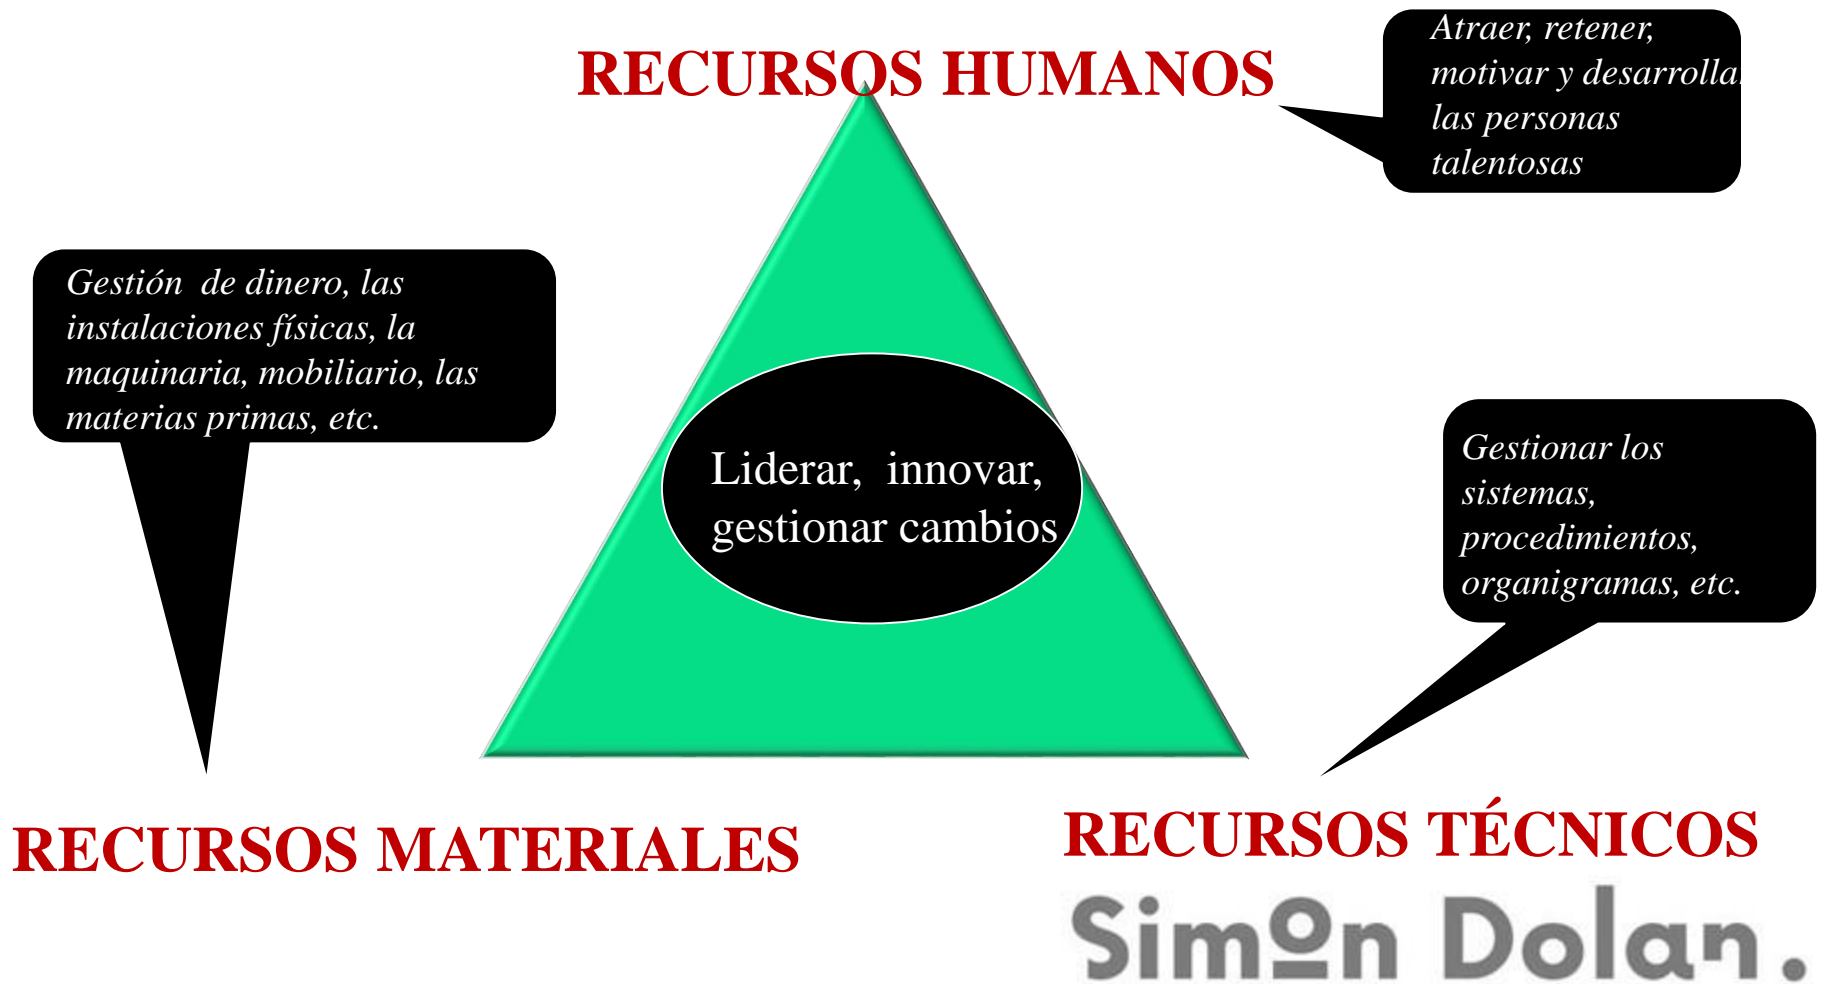 RECURSOS HUMANOS
Atraer, retener,
motivar y desarrolla
las personas
talentosas
Gestión de dinero, las
instalaciones físicas, la
maquinaria, mobiliario, las
materias primas, etc.
Liderar, innovar,
gestionar cambios
Gestionar los
sistemas,
procedimientos,
organigramas, etc.
RECURSOS MATERIALES
RECURSOS TÉCNICOS
Simon Dolan.